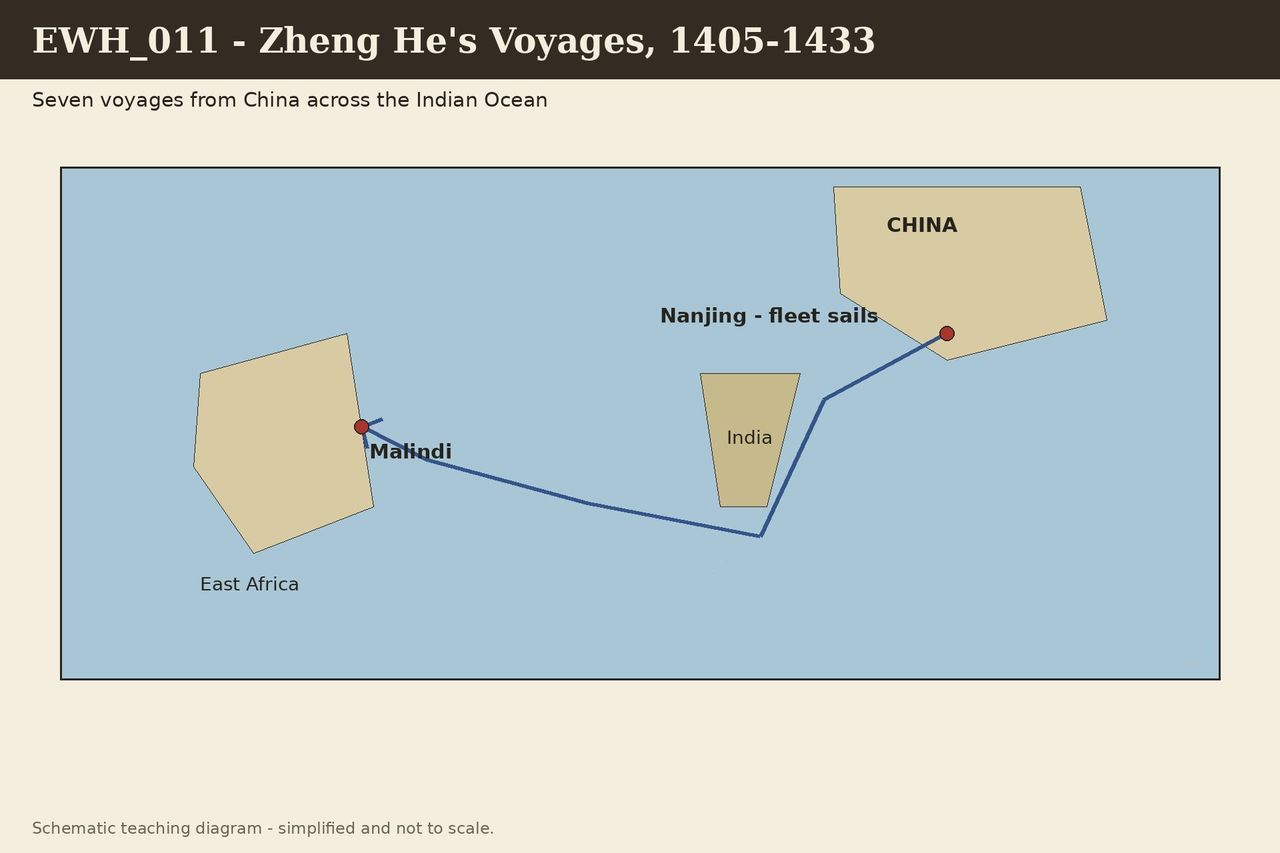 EWH_011 - Zheng He's Voyages, 1405-1433
Seven voyages from China across the Indian Ocean
CHINA
Nanjing - fleet sails
India
Malindi
East Africa
Schematic teaching diagram - simplified and not to scale.